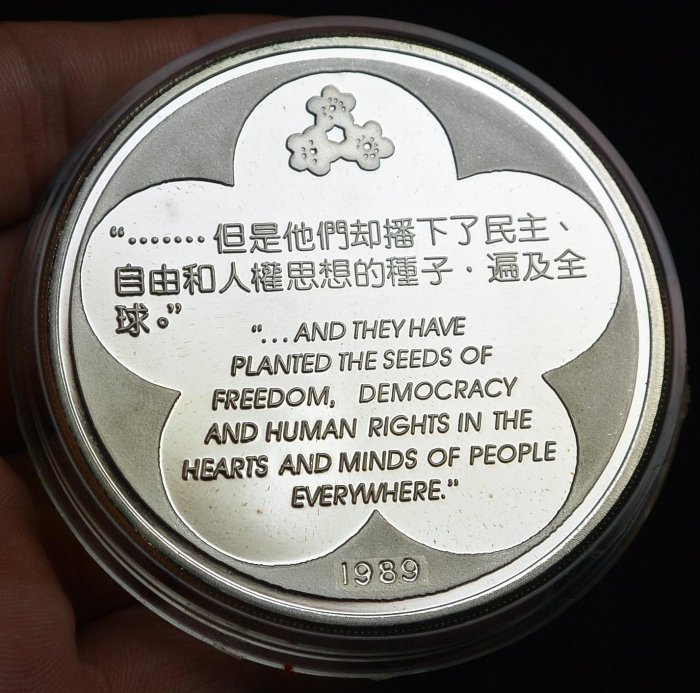 “........但是他們却播下了民主、
自由和人權思想的種子．遍及全
球。”
“...AND THEY HAVE
PLANTED THE SEEDS OF
FREEDOM, DEMOCRACY
AND HUMAN RIGHTS IN THE
HEARTS AND MINDS OF PEOPLE
EVERYWHERE.”
1989